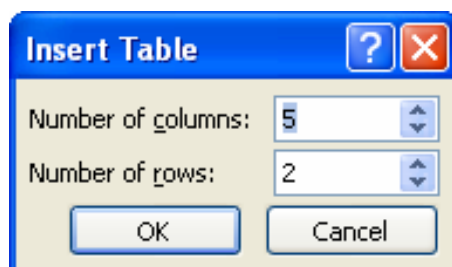 Insert Table
Number of columns: 5
Number of rows: 2
OK Cancel